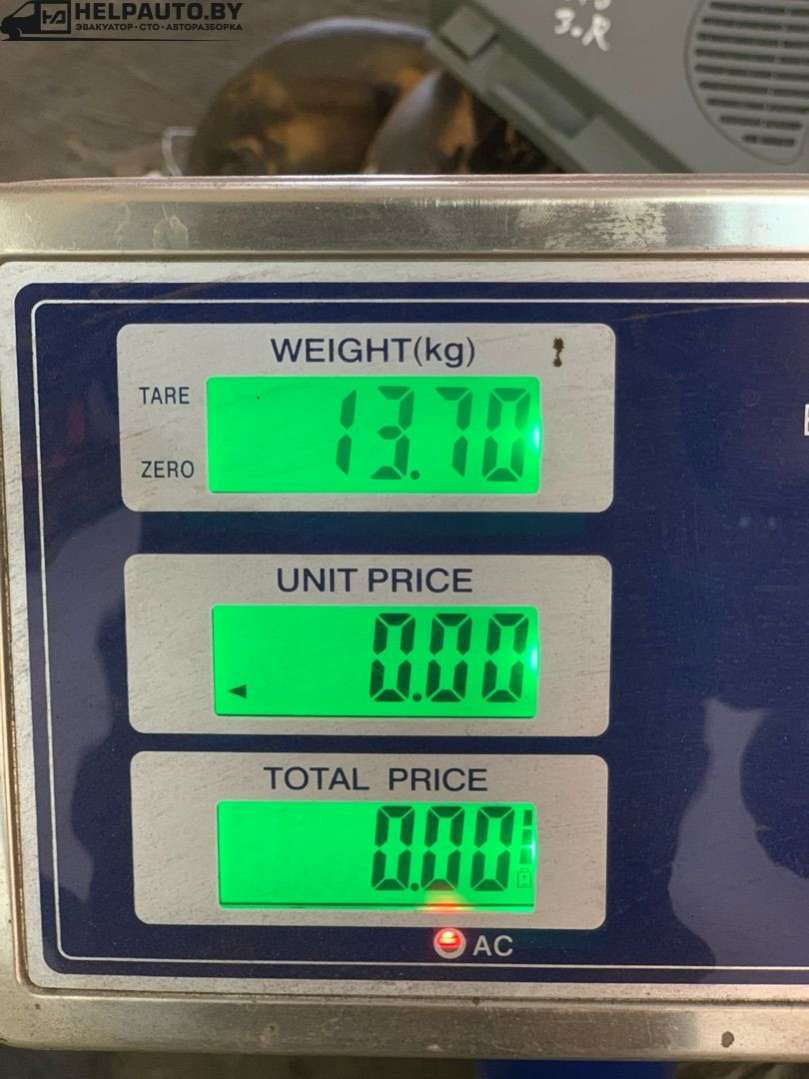 HELPAUTO.BY
ЭВАКУАТОР • СТО • АВТОРАЗБОРКА
WEIGHT(kg)
TARE
13.70
ZERO
UNIT PRICE
0.00
TOTAL PRICE
0.00
AC